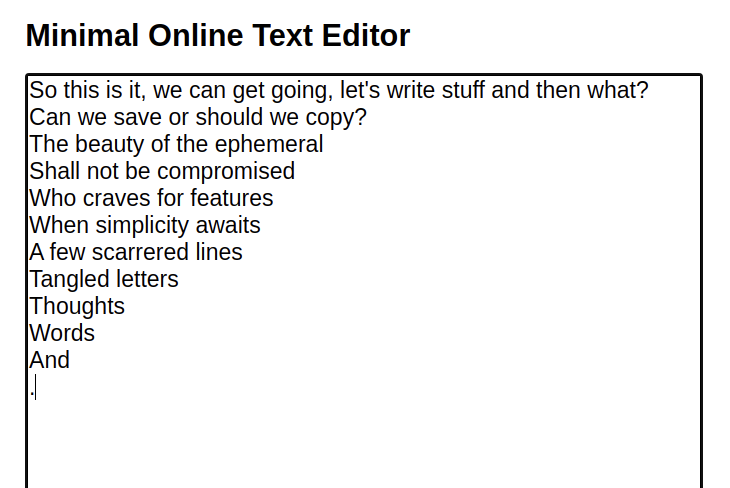 Minimal Online Text Editor
So this is it, we can get going, let's write stuff and then what?
Can we save or should we copy?
The beauty of the ephemeral
Shall not be compromised
Who craves for features
When simplicity awaits
A few scarrered lines
Tangled letters
Thoughts
Words
And
.